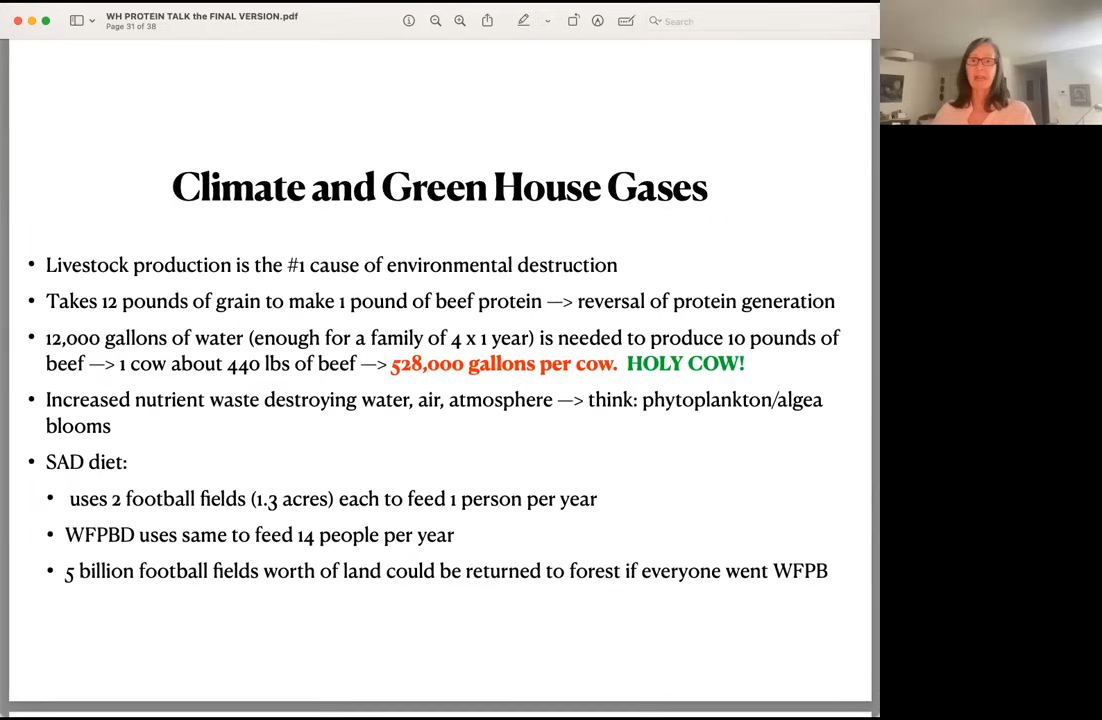 WH PROTEIN TALK the FINAL VERSION.pdf
Page 31 of 38
Search
Climate and Green House Gases
• Livestock production is the #1 cause of environmental destruction
• Takes 12 pounds of grain to make 1 pound of beef protein —> reversal of protein generation
• 12,000 gallons of water (enough for a family of 4 x 1 year) is needed to produce 10 pounds of
beef —> 1 cow about 440 lbs of beef —> 528,000 gallons per cow. HOLY COW!
• Increased nutrient waste destroying water, air, atmosphere —> think: phytoplankton/algea
blooms
• SAD diet:
• uses 2 football fields (1.3 acres) each to feed 1 person per year
• WFPBD uses same to feed 14 people per year
• 5 billion football fields worth of land could be returned to forest if everyone went WFPB